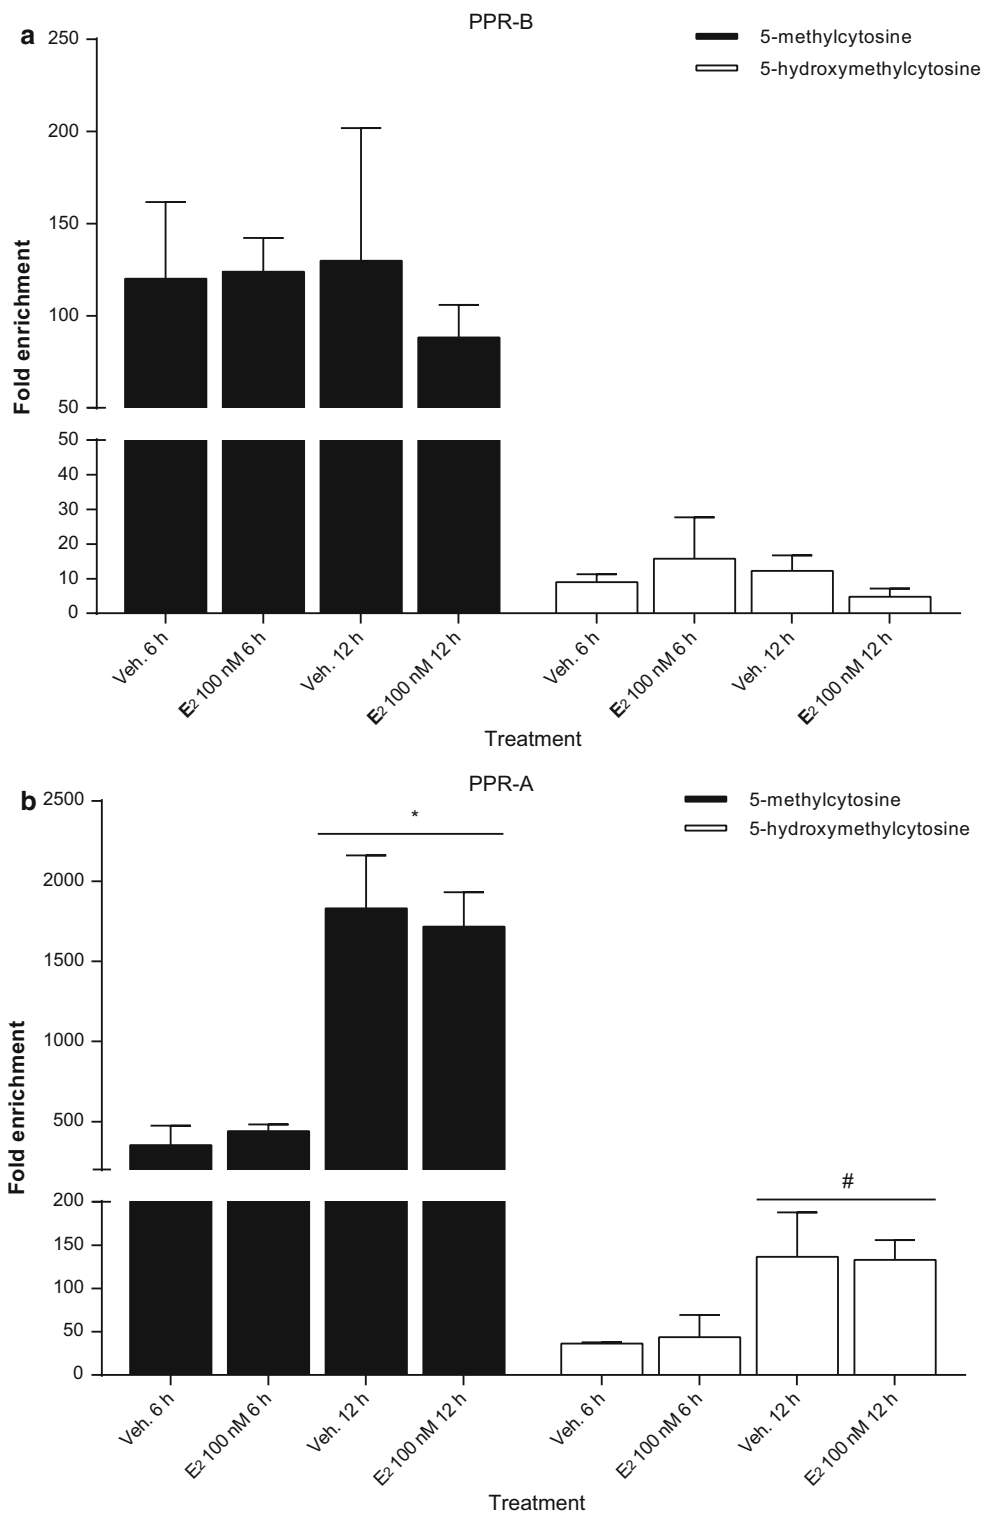 a
PPR-B
5-methylcytosine
5-hydroxymethylcytosine
Fold enrichment
250
200
150
100
50
50
40
30
20
10
0
Veh. 6 h
E2 100 nM 6 h
Veh. 12 h
E2 100 nM 12 h
Veh. 6 h
E2 100 nM 6 h
Veh. 12 h
E2 100 nM 12 h
Treatment
b
PPR-A
5-methylcytosine
5-hydroxymethylcytosine
Fold enrichment
2500
2000
1500
1000
500
200
150
100
50
0
*
#
Veh. 6 h
E2 100 nM 6 h
Veh. 12 h
E2 100 nM 12 h
Veh. 6 h
E2 100 nM 6 h
Veh. 12 h
E2 100 nM 12 h
Treatment